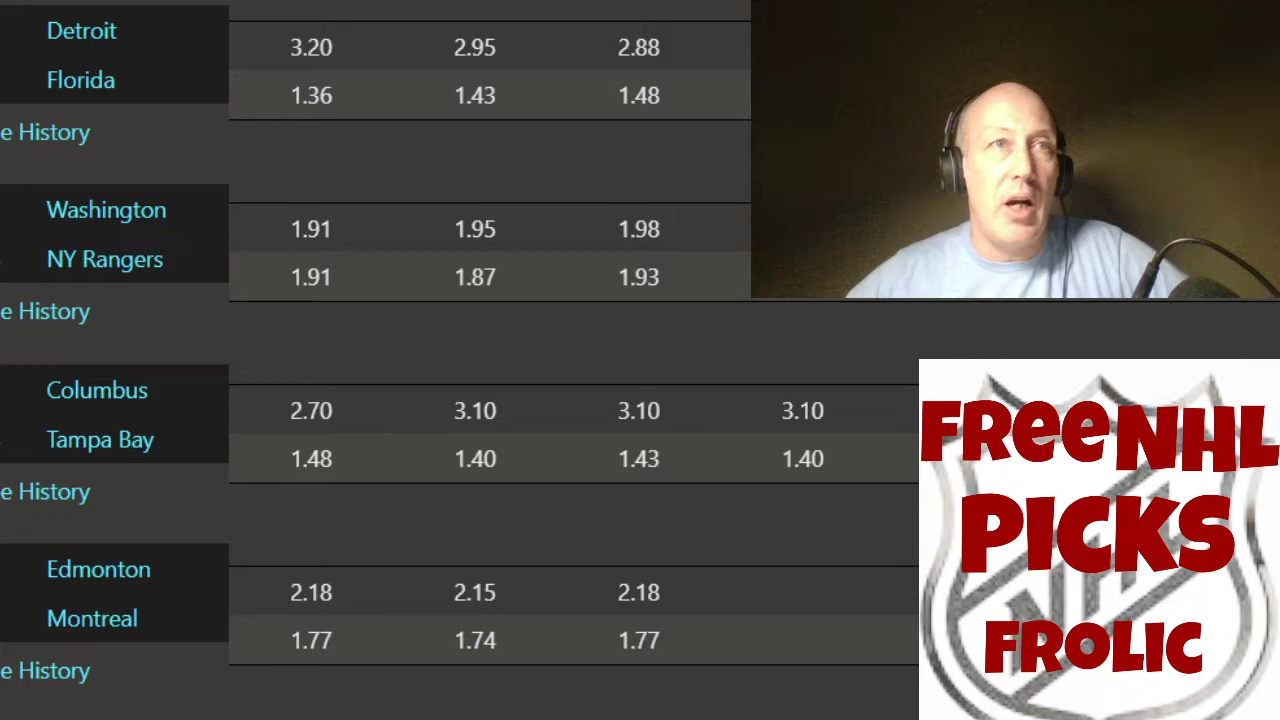 Detroit 3.20 2.95 2.88
Florida 1.36 1.43 1.48
e History
Washington 1.91 1.95 1.98
NY Rangers 1.91 1.87 1.93
e History
Columbus 2.70 3.10 3.10 3.10
Tampa Bay 1.48 1.40 1.43 1.40
e History
Edmonton 2.18 2.15 2.18
Montreal 1.77 1.74 1.77
e History
FReeNHL
PICKS
NHL
FROLIC